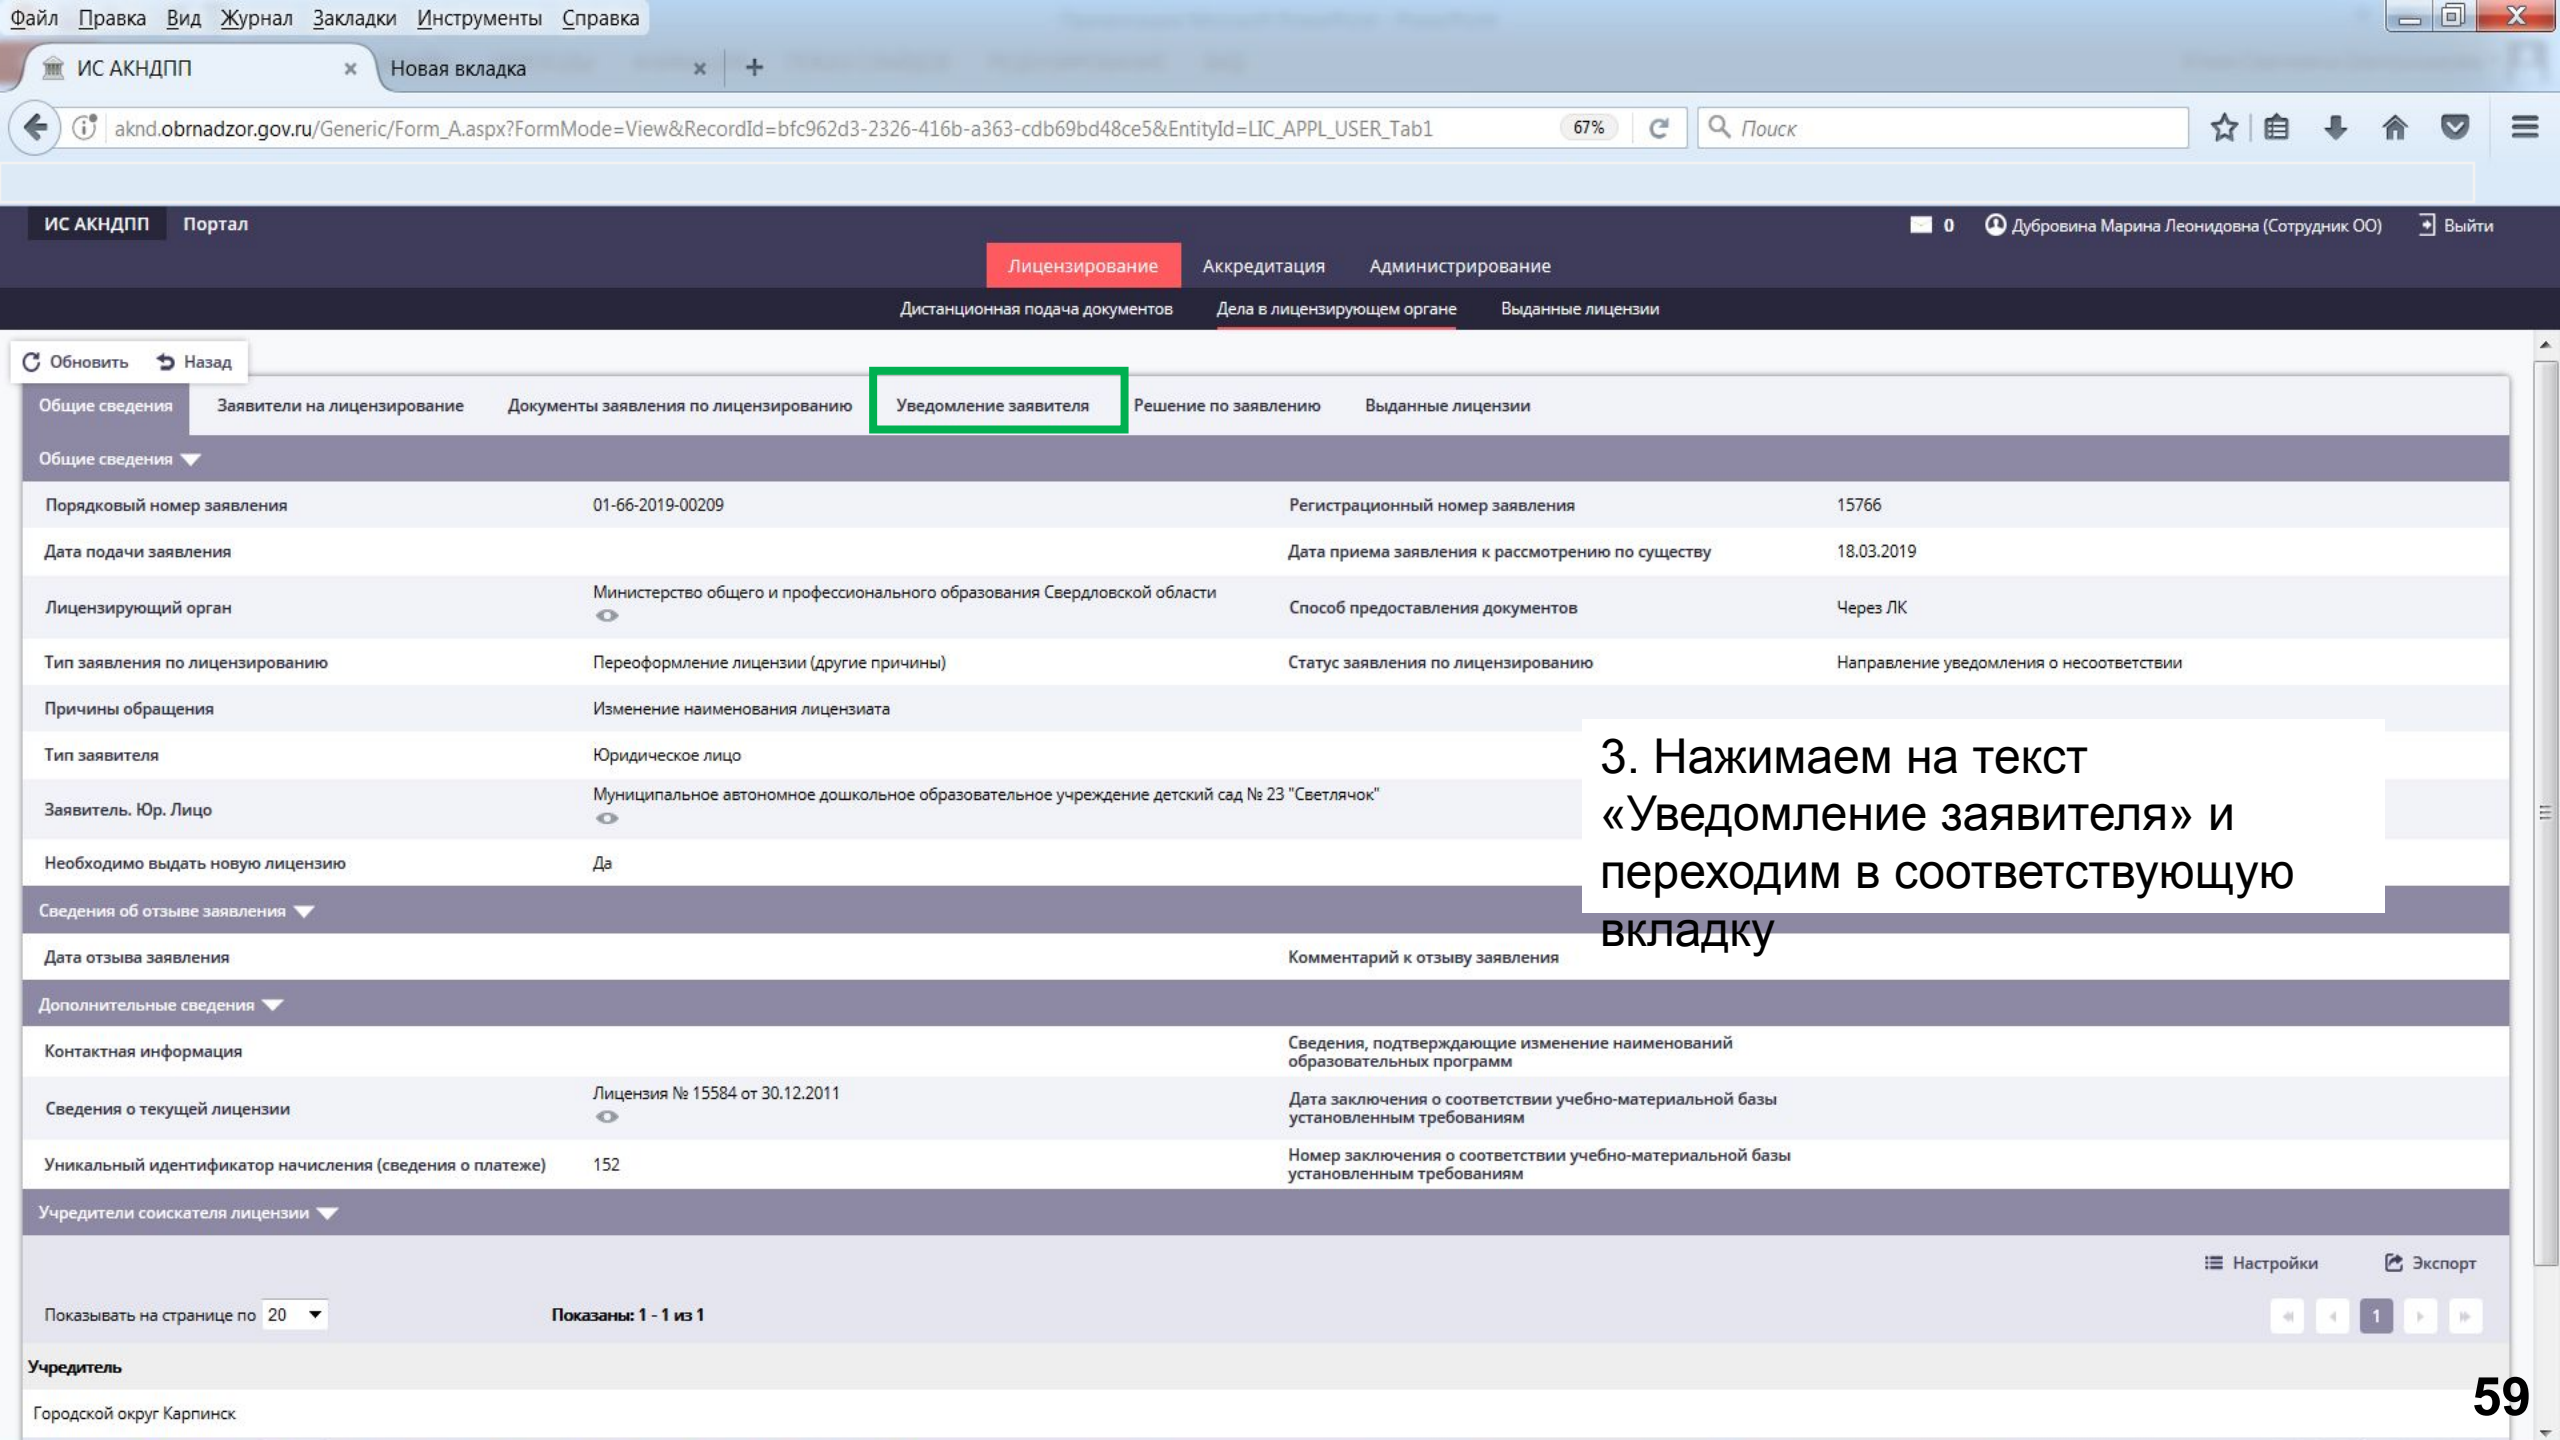 Файл Правка Вид Журнал Закладки Инструменты Справка
ИС АКНДПП
Новая вкладка
aknd.obrnadzor.gov.ru/Generic/Form_A.aspx?FormMode=View&RecordId=bfc962d3-2326-416b-a363-cdb69bd48ce5&EntityId=LIC_APPL_USER_Tab1 67% Поиск
ИС АКНДПП Портал 0 Дубровина Марина Леонидовна (Сотрудник ОО) Выйти
Лицензирование Аккредитация Администрирование
Дистанционная подача документов Дела в лицензирующем органе Выданные лицензии
Обновить Назад
Общие сведения Заявители на лицензирование Документы заявления по лицензированию Уведомление заявителя Решение по заявлению Выданные лицензии
Общие сведения
Порядковый номер заявления 01-66-2019-00209 Регистрационный номер заявления 15766
Дата подачи заявления Дата приема заявления к рассмотрению по существу 18.03.2019
Лицензирующий орган Министерство общего и профессионального образования Свердловской области Способ предоставления документов Через ЛК
Тип заявления по лицензированию Переоформление лицензии (другие причины) Статус заявления по лицензированию Направление уведомления о несоответствии
Причины обращения Изменение наименования лицензиата
Тип заявителя Юридическое лицо
Заявитель. Юр. Лицо Муниципальное автономное дошкольное образовательное учреждение детский сад № 23 "Светлячок"
Необходимо выдать новую лицензию Да
3. Нажимаем на текст
«Уведомление заявителя» и
переходим в соответствующую
вкладку
Сведения об отзыве заявления
Дата отзыва заявления Комментарий к отзыву заявления
Дополнительные сведения
Контактная информация Сведения, подтверждающие изменение наименований
образовательных программ
Сведения о текущей лицензии Лицензия № 15584 от 30.12.2011 Дата заключения о соответствии учебно-материальной базы
установленным требованиям
Уникальный идентификатор начисления (сведения о платеже) 152 Номер заключения о соответствии учебно-материальной базы
установленным требованиям
Учредители соискателя лицензии
Настройки Экспорт
Показывать на странице по 20 Показаны: 1 - 1 из 1 1
Учредитель
Городской округ Карпинск
59